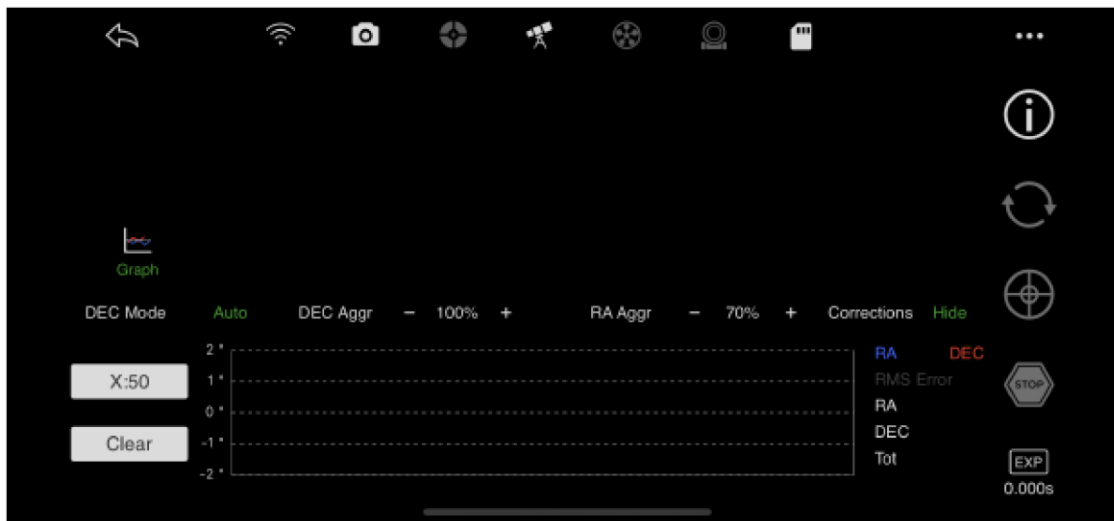 Graph
DEC Mode Auto DEC Aggr − 100% + RA Aggr − 70% + Corrections Hide
X:50
Clear
2 "
1 "
0 "
-1 "
-2 "
RA DEC
RMS Error
RA
DEC
Tot
STOP
EXP
0.000s